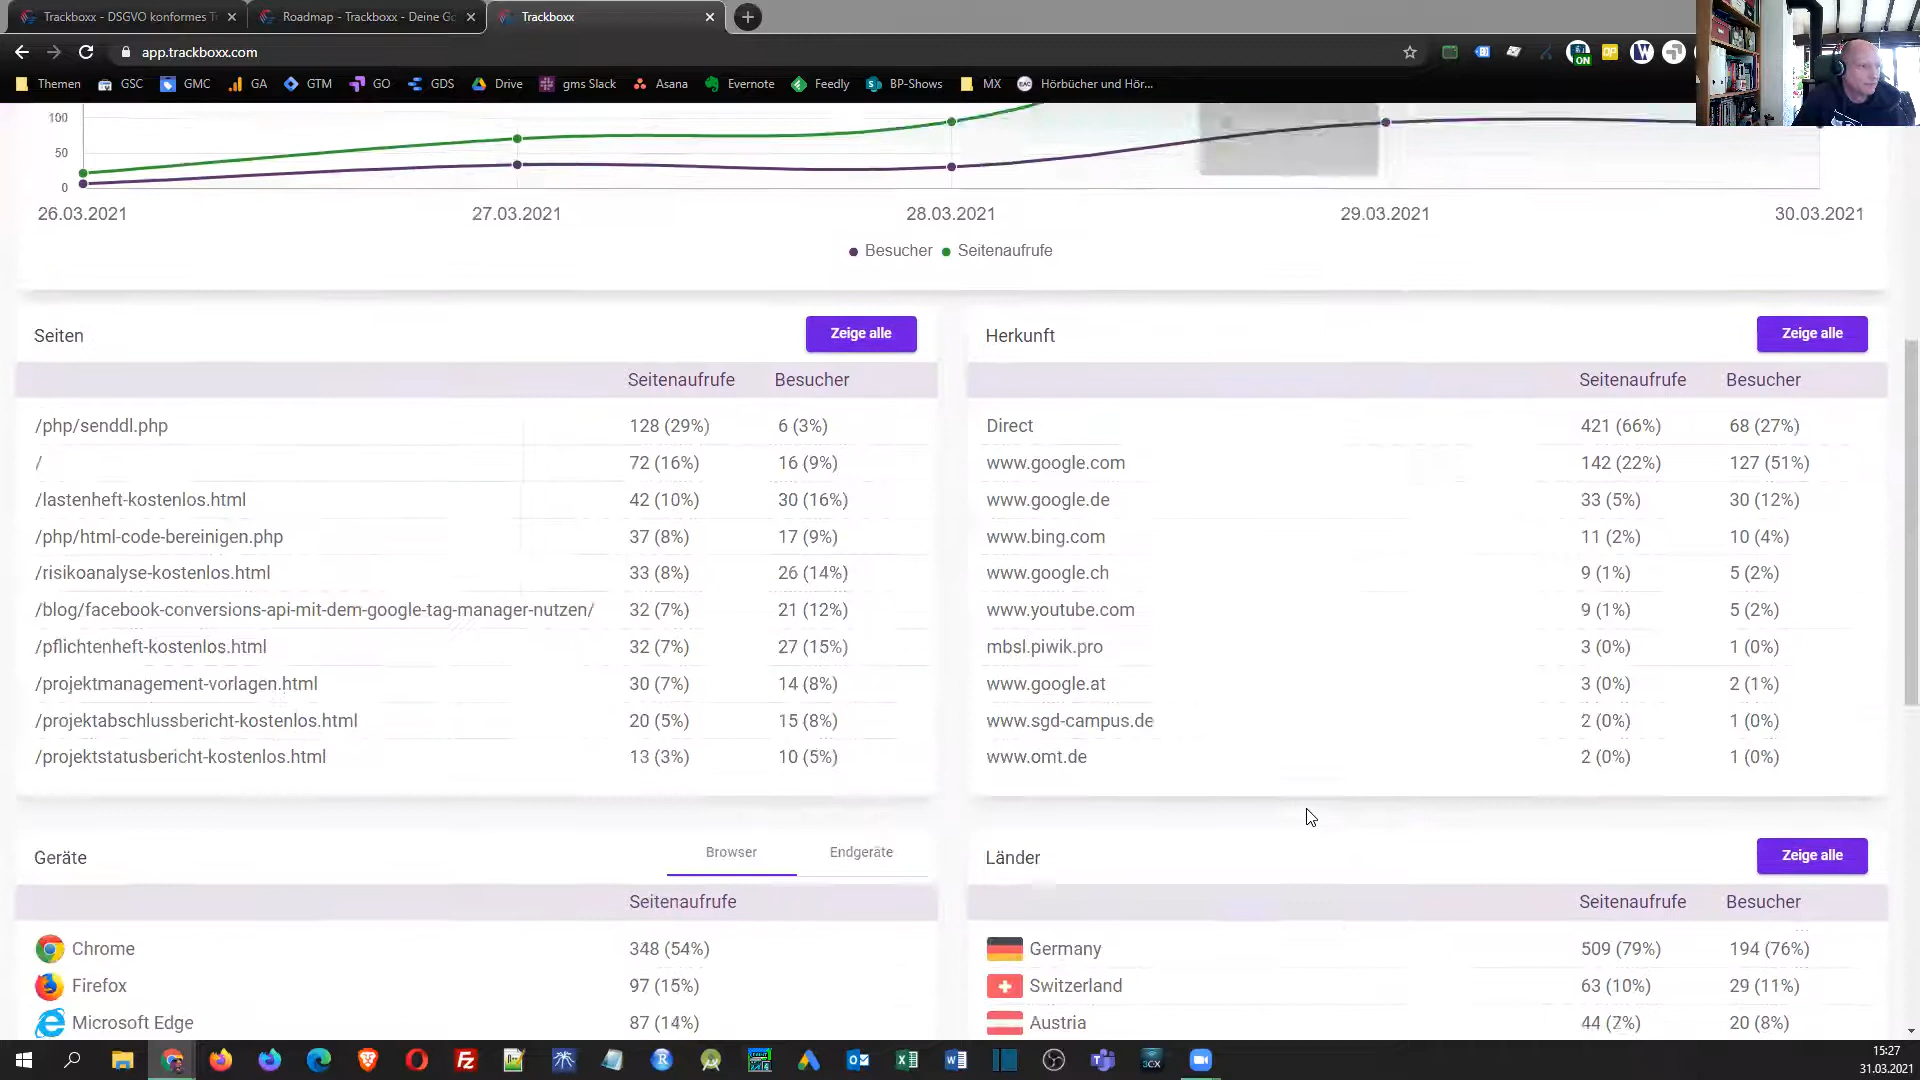 Trackboxx - DSGVO konformes T
Roadmap - Trackboxx - Deine Go
Trackboxx
app.trackboxx.com
ON
Themen
GSC
GMC
GA
GTM
GO
GDS
Drive
gms Slack
Asana
Evernote
Feedly
BP-Shows
MX
Hörbücher und Hör...
100
50
0
26.03.2021
27.03.2021
28.03.2021
29.03.2021
30.03.2021
Besucher
Seitenaufrufe
Seiten
Zeige alle
Seitenaufrufe Besucher
/php/senddl.php 128 (29%) 6 (3%)
/ 72 (16%) 16 (9%)
/lastenheft-kostenlos.html 42 (10%) 30 (16%)
/php/html-code-bereinigen.php 37 (8%) 17 (9%)
/risikoanalyse-kostenlos.html 33 (8%) 26 (14%)
/blog/facebook-conversions-api-mit-dem-google-tag-manager-nutzen/ 32 (7%) 21 (12%)
/pflichtenheft-kostenlos.html 32 (7%) 27 (15%)
/projektmanagement-vorlagen.html 30 (7%) 14 (8%)
/projektabschlussbericht-kostenlos.html 20 (5%) 15 (8%)
/projektstatusbericht-kostenlos.html 13 (3%) 10 (5%)
Herkunft
Zeige alle
Seitenaufrufe Besucher
Direct 421 (66%) 68 (27%)
www.google.com 142 (22%) 127 (51%)
www.google.de 33 (5%) 30 (12%)
www.bing.com 11 (2%) 10 (4%)
www.google.ch 9 (1%) 5 (2%)
www.youtube.com 9 (1%) 5 (2%)
mbsl.piwik.pro 3 (0%) 1 (0%)
www.google.at 3 (0%) 2 (1%)
www.sgd-campus.de 2 (0%) 1 (0%)
www.omt.de 2 (0%) 1 (0%)
Geräte
Browser
Endgeräte
Seitenaufrufe
Chrome 348 (54%)
Firefox 97 (15%)
Microsoft Edge 87 (14%)
Länder
Zeige alle
Seitenaufrufe Besucher
Germany 509 (79%) 194 (76%)
Switzerland 63 (10%) 29 (11%)
Austria 44 (7%) 20 (8%)
15:27
31.03.2021